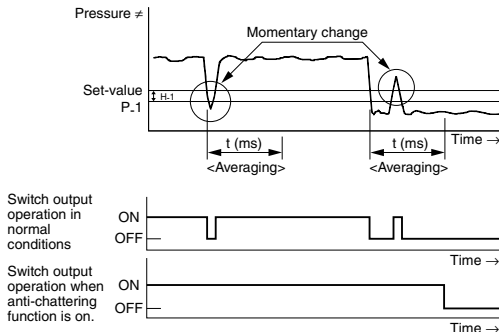 Pressure ≠
Momentary change
Set-value
P-1
H-1
t (ms)
<Averaging>
t (ms)
<Averaging>
Time →
Switch output
operation in
normal
conditions
ON
OFF
Time →
Switch output
operation when
anti-chattering
function is on.
ON
OFF
Time →